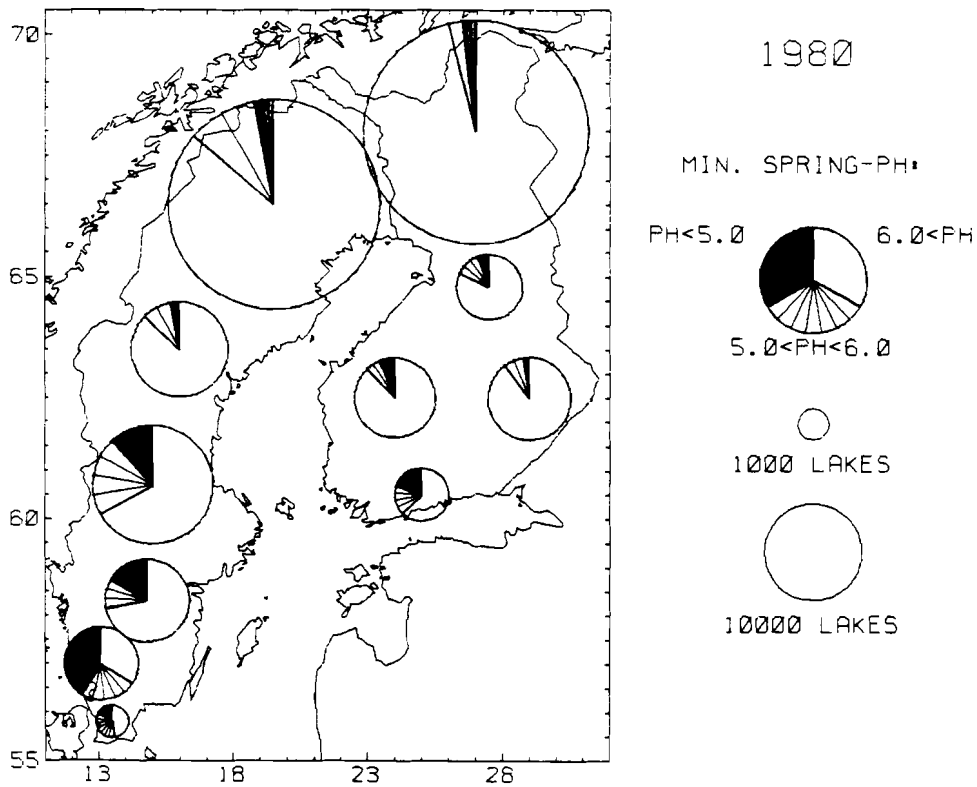 70
65
60
55
13 18 23 28
1980
MIN. SPRING-PH:
PH<5.0 6.0<PH
5.0<PH<6.0
1000 LAKES
10000 LAKES